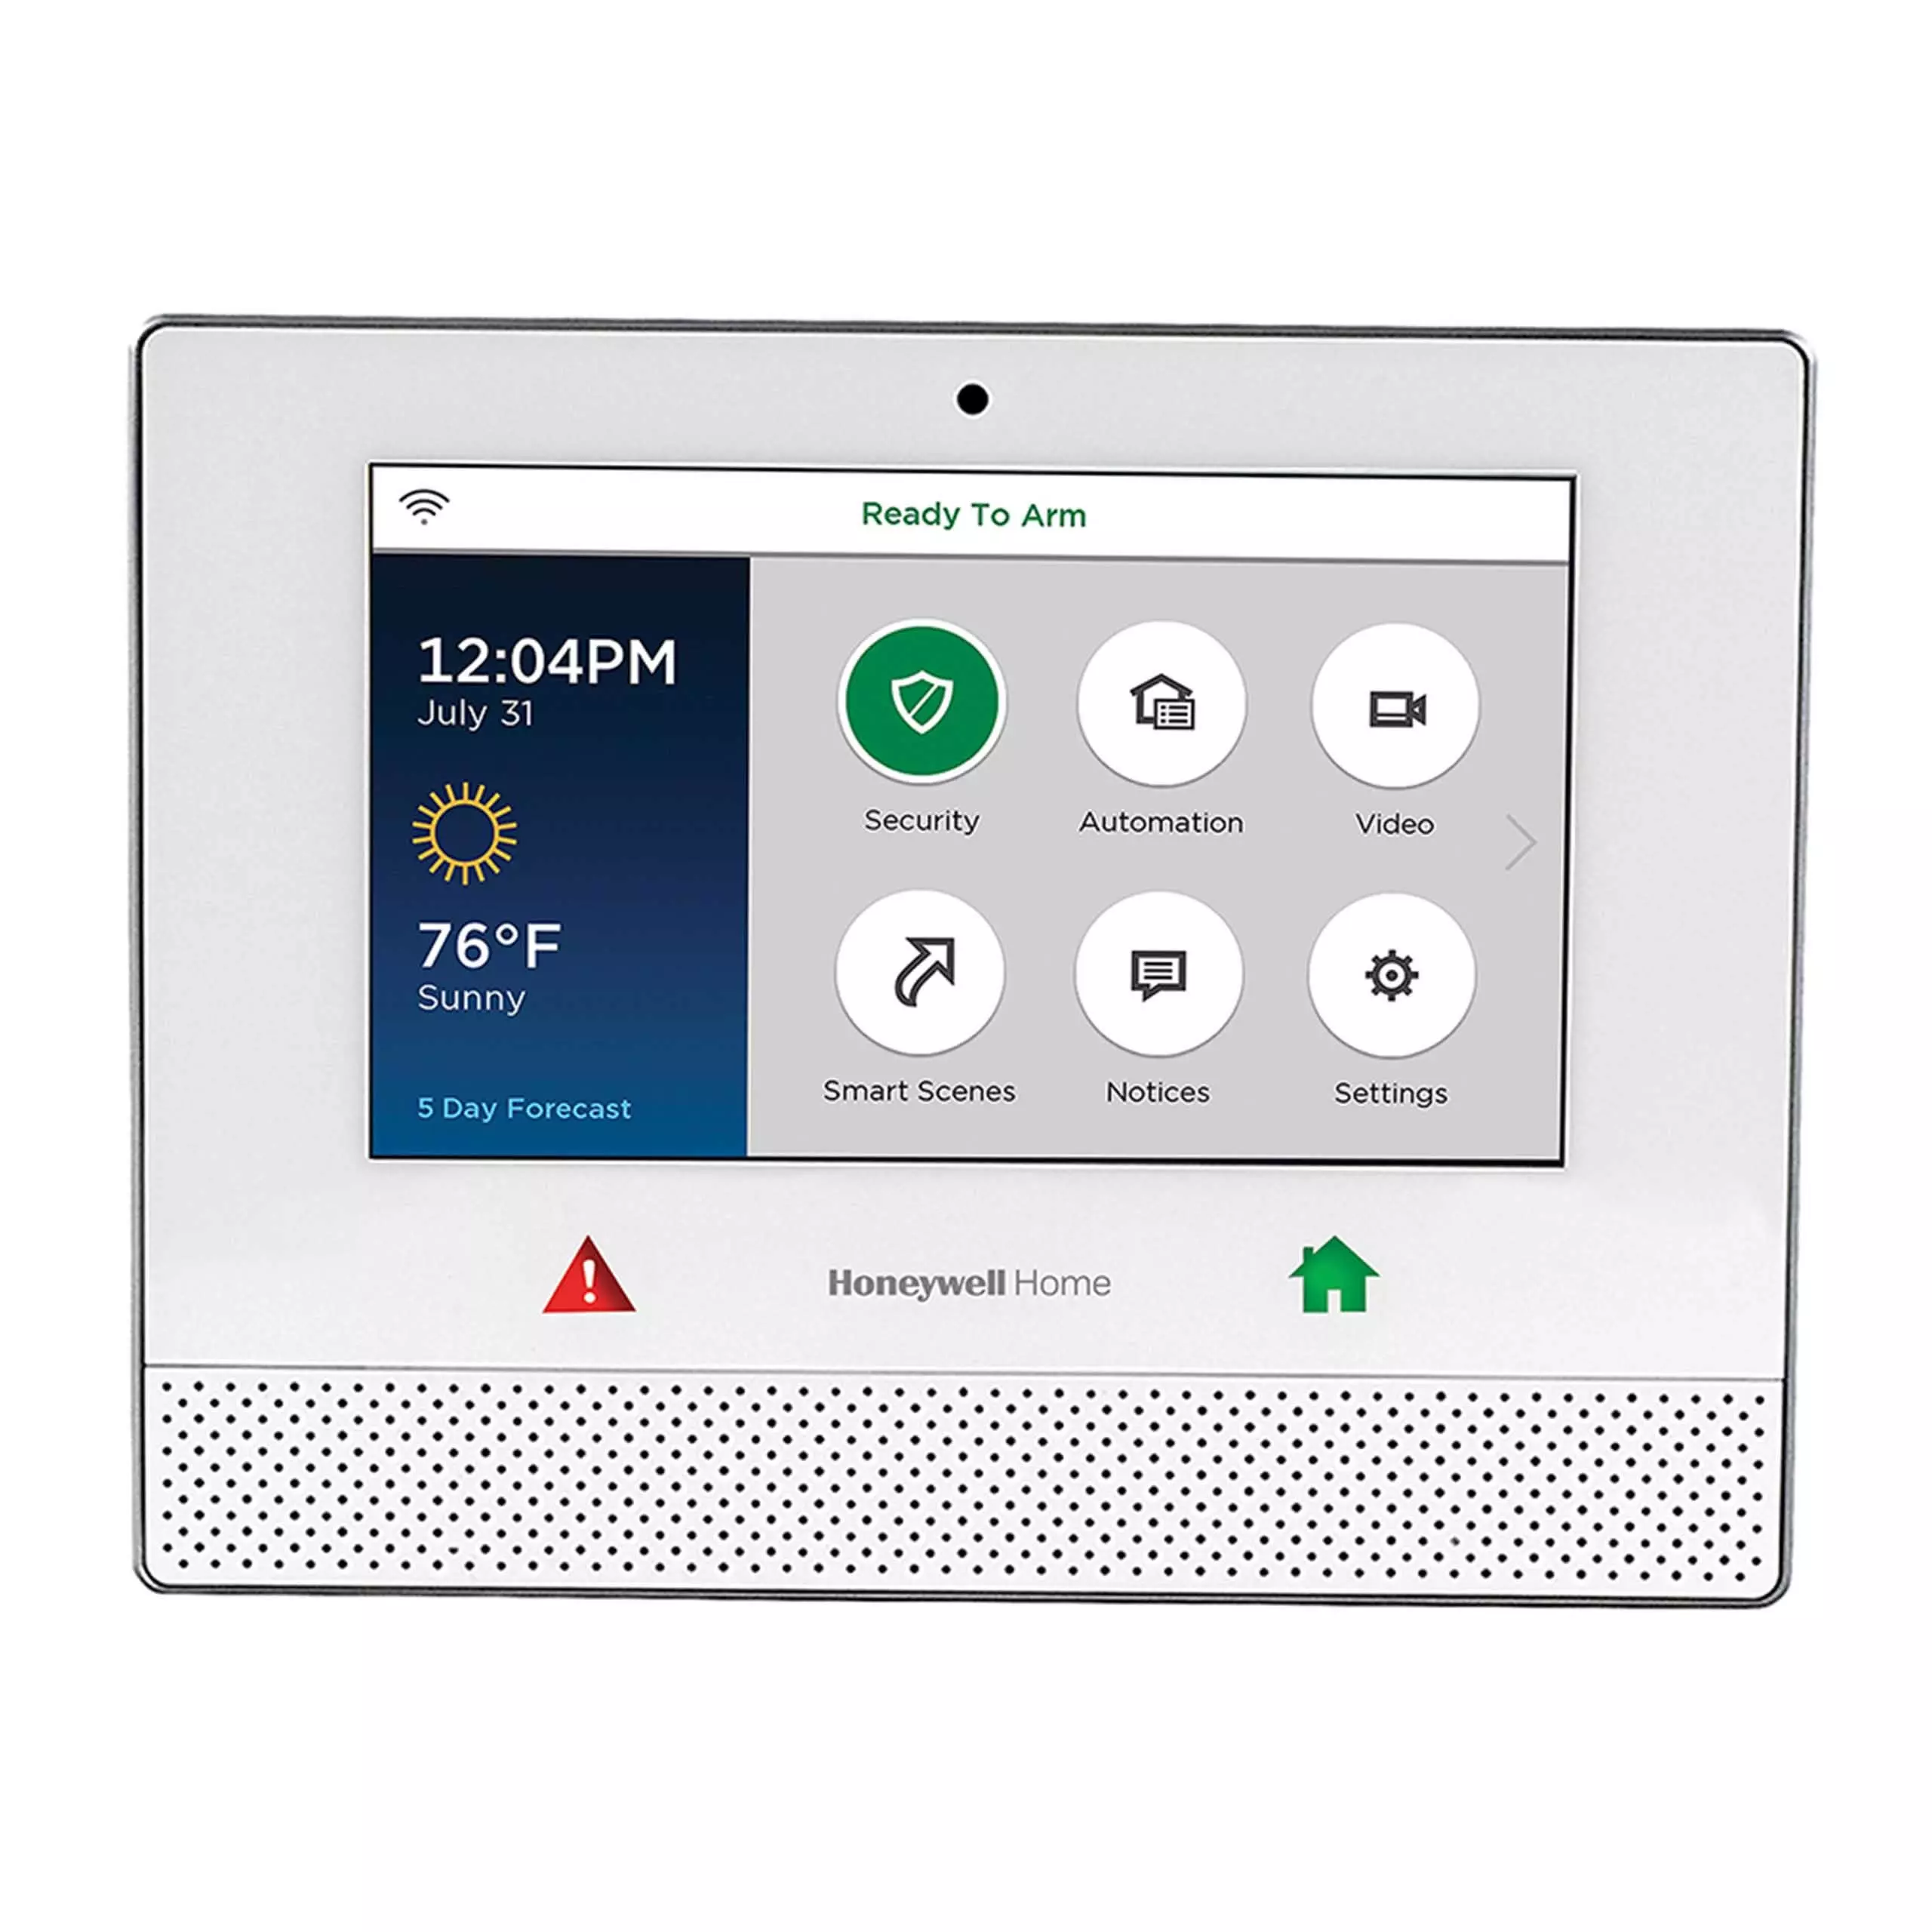 Ready To Arm
12:04PM
July 31
76°F
Sunny
5 Day Forecast
Security
Automation
Video
Smart Scenes
Notices
Settings
Honeywell Home